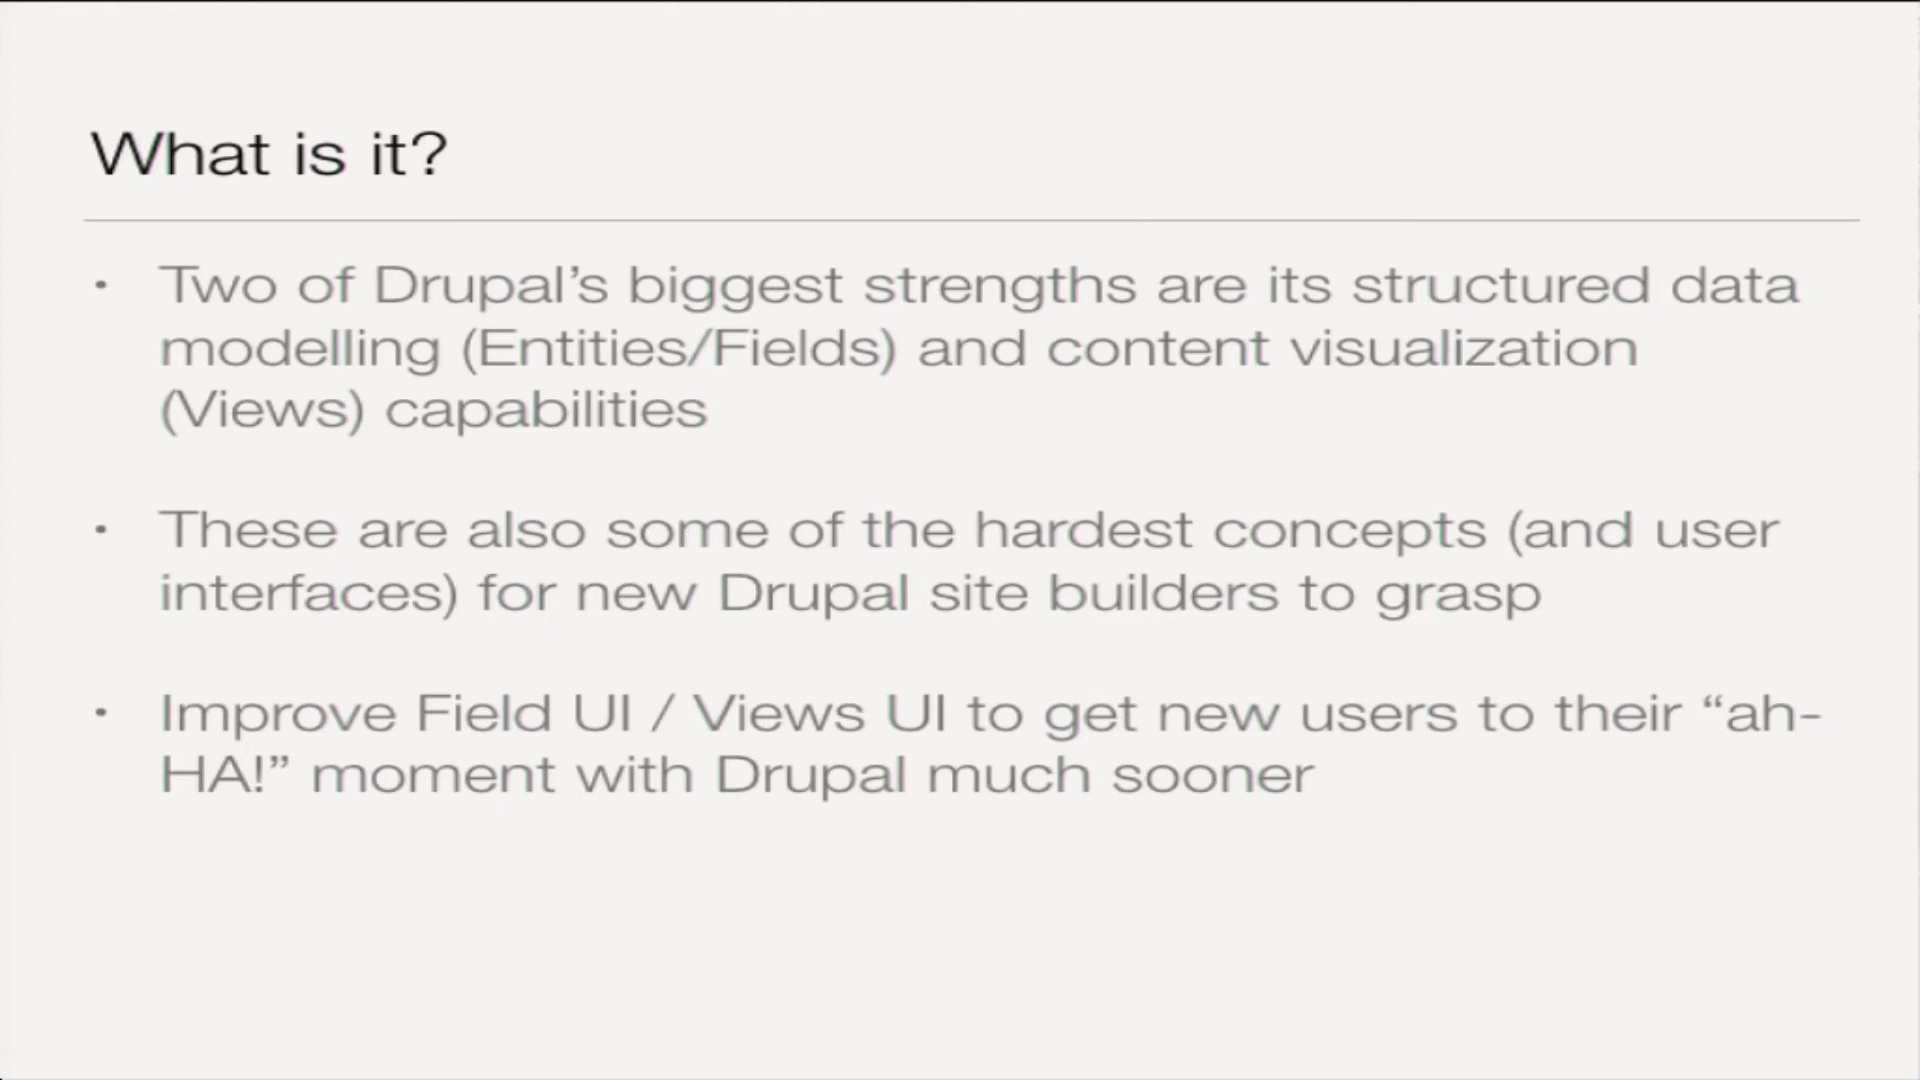 What is it?
• Two of Drupal’s biggest strengths are its structured data
modelling (Entities/Fields) and content visualization
(Views) capabilities
• These are also some of the hardest concepts (and user
interfaces) for new Drupal site builders to grasp
• Improve Field UI / Views UI to get new users to their “ah-
HA!” moment with Drupal much sooner